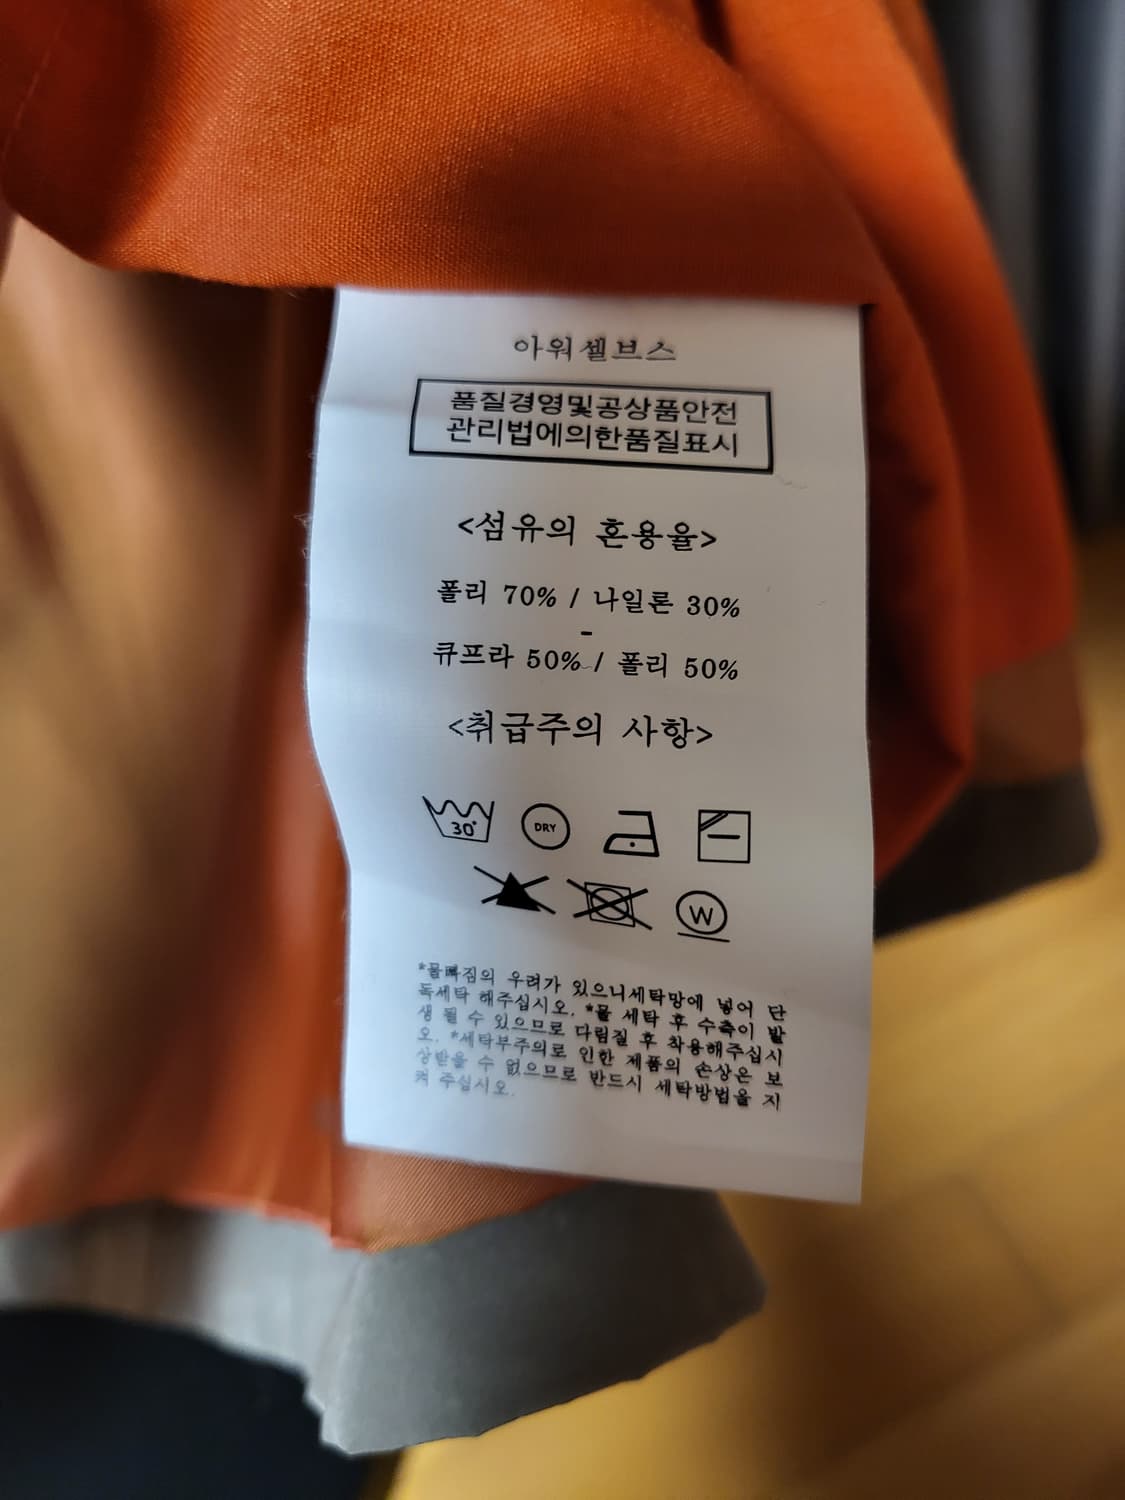 아워셀브스
품질경영및공상품안전
관리법에의한품질표시
<섬유의 혼용율>
폴리 70% / 나일론 30%
-
큐프라 50% / 폴리 50%
<취급주의 사항>
30°
DRY
W
*물빠짐의 우려가 있으니세탁망에 넣어 단
독세탁 해주십시오. *물 세탁 후 수축이 발
생 될 수 있으므로 다림질 후 착용해주십시
오. *세탁부주의로 인한 제품의 손상은 보
상받을 수 없으므로 반드시 세탁방법을 지
켜 주십시오.